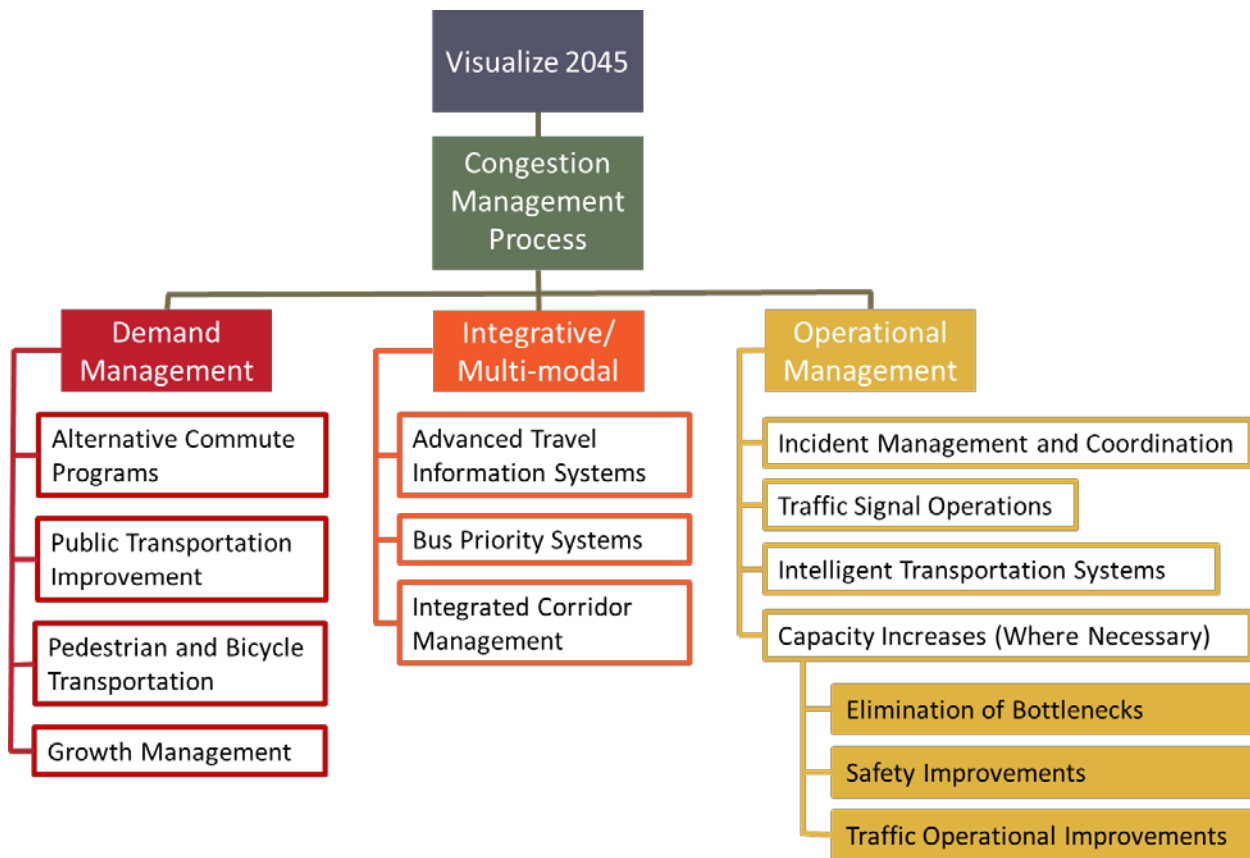 Visualize 2045
Congestion
Management
Process
Demand
Management
Alternative Commute
Programs
Public Transportation
Improvement
Pedestrian and Bicycle
Transportation
Growth Management
Integrative/
Multi-modal
Advanced Travel
Information Systems
Bus Priority Systems
Integrated Corridor
Management
Operational
Management
Incident Management and Coordination
Traffic Signal Operations
Intelligent Transportation Systems
Capacity Increases (Where Necessary)
Elimination of Bottlenecks
Safety Improvements
Traffic Operational Improvements